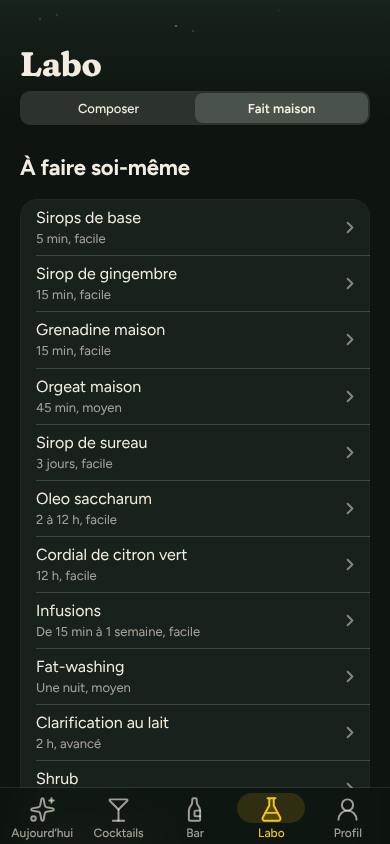 Labo
Composer
Fait maison
À faire soi-même
Sirops de base
5 min, facile
Sirop de gingembre
15 min, facile
Grenadine maison
15 min, facile
Orgeat maison
45 min, moyen
Sirop de sureau
3 jours, facile
Oleo saccharum
2 à 12 h, facile
Cordial de citron vert
12 h, facile
Infusions
De 15 min à 1 semaine, facile
Fat-washing
Une nuit, moyen
Clarification au lait
2 h, avancé
Shrub
Aujourd'hui
Cocktails
Bar
Labo
Profil